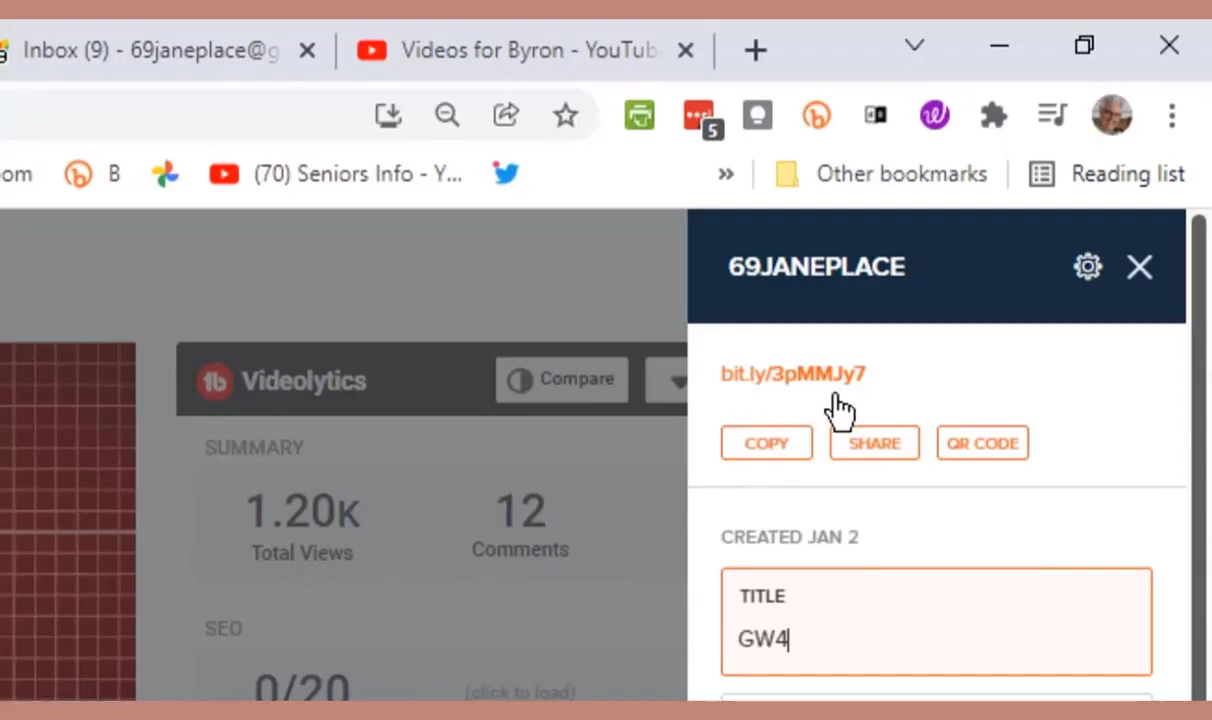 Inbox (9) - 69janeplace@g
Videos for Byron - YouTub
5
om
B
(70) Seniors Info - Y...
»
Other bookmarks
Reading list
69JANEPLACE
bit.ly/3pMMJy7
COPY
SHARE
QR CODE
Videolytics
Compare
SUMMARY
1.20K
12
Total Views
Comments
CREATED JAN 2
TITLE
GW4
SEO
0/20
(click to load)